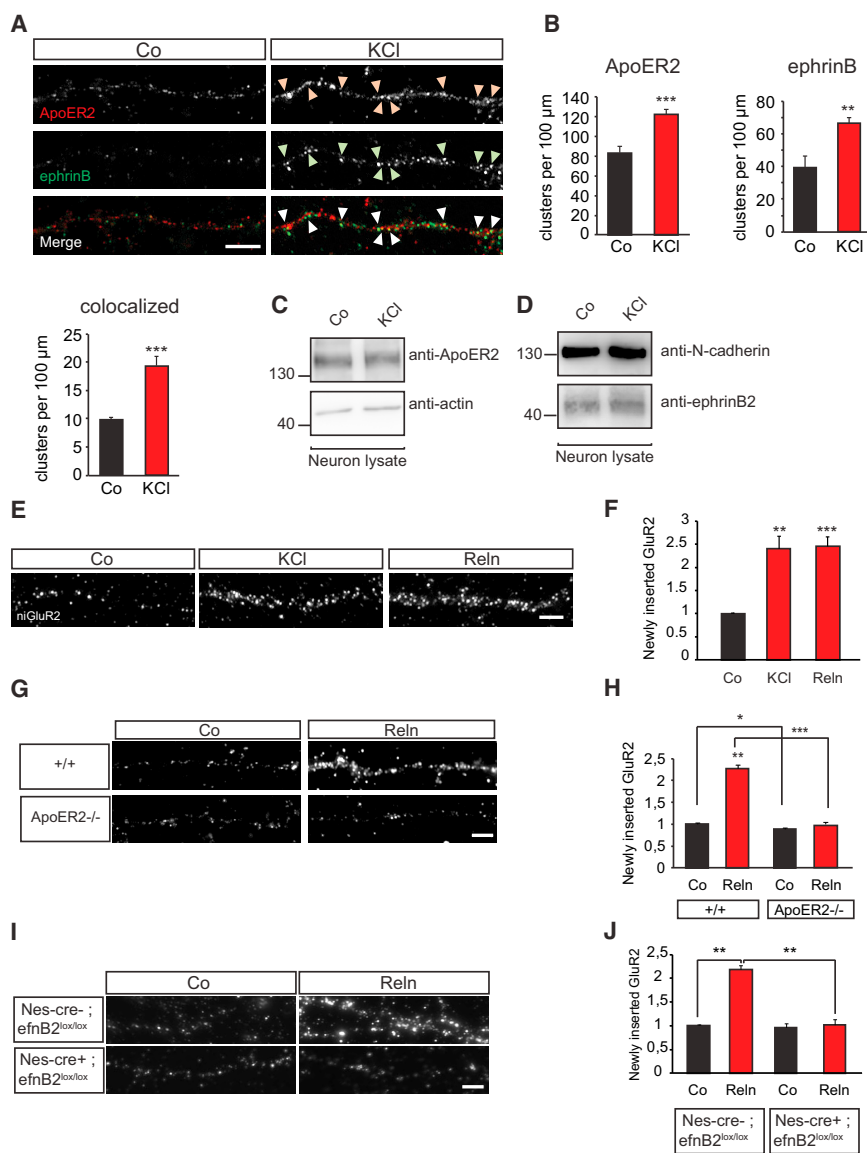 A
Co
KCl
ApoER2
ephrinB
Merge
B
ApoER2
clusters per 100 µm
140
120
100
80
60
40
20
0
***
Co
KCl
ephrinB
clusters per 100 µm
80
60
40
20
0
**
Co
KCl
colocalized
clusters per 100 µm
25
20
15
10
5
0
***
Co
KCl
C
Co
KCl
130
anti-ApoER2
40
anti-actin
Neuron lysate
D
Co
KCl
130
anti-N-cadherin
40
anti-ephrinB2
Neuron lysate
E
Co
KCl
Reln
niGluR2
F
Newly inserted GluR2
3
2.5
2
1.5
1
0.5
0
**
***
Co
KCl
Reln
G
Co
Reln
+/+
ApoER2-/-
H
Newly inserted GluR2
2,5
2
1,5
1
0,5
0
*
***
**
Co
Reln
Co
Reln
+/+
ApoER2-/-
I
Co
Reln
Nes-cre- ;
efnB2lox/lox
Nes-cre+ ;
efnB2lox/lox
J
Newly inserted GluR2
2,5
2
1,5
1
0,5
0
**
**
Co
Reln
Co
Reln
Nes-cre- ;
efnB2lox/lox
Nes-cre+ ;
efnB2lox/lox